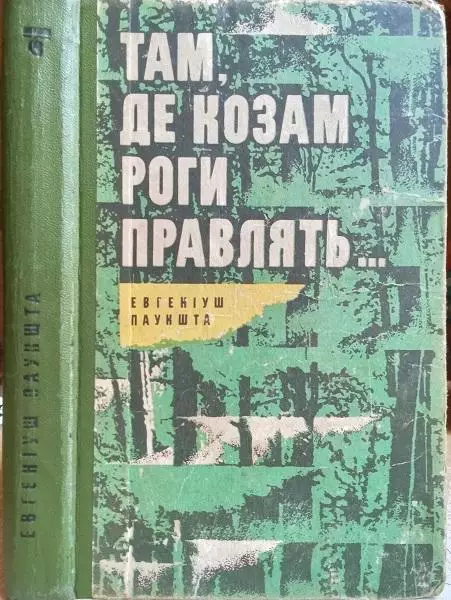 ТАМ,
ДЕ КОЗАМ
РОГИ
ПРАВЛЯТЬ...
ЕВГЕНІУШ
ПАУКШТА
ЕВГЕНІУШ ПАУКШТА